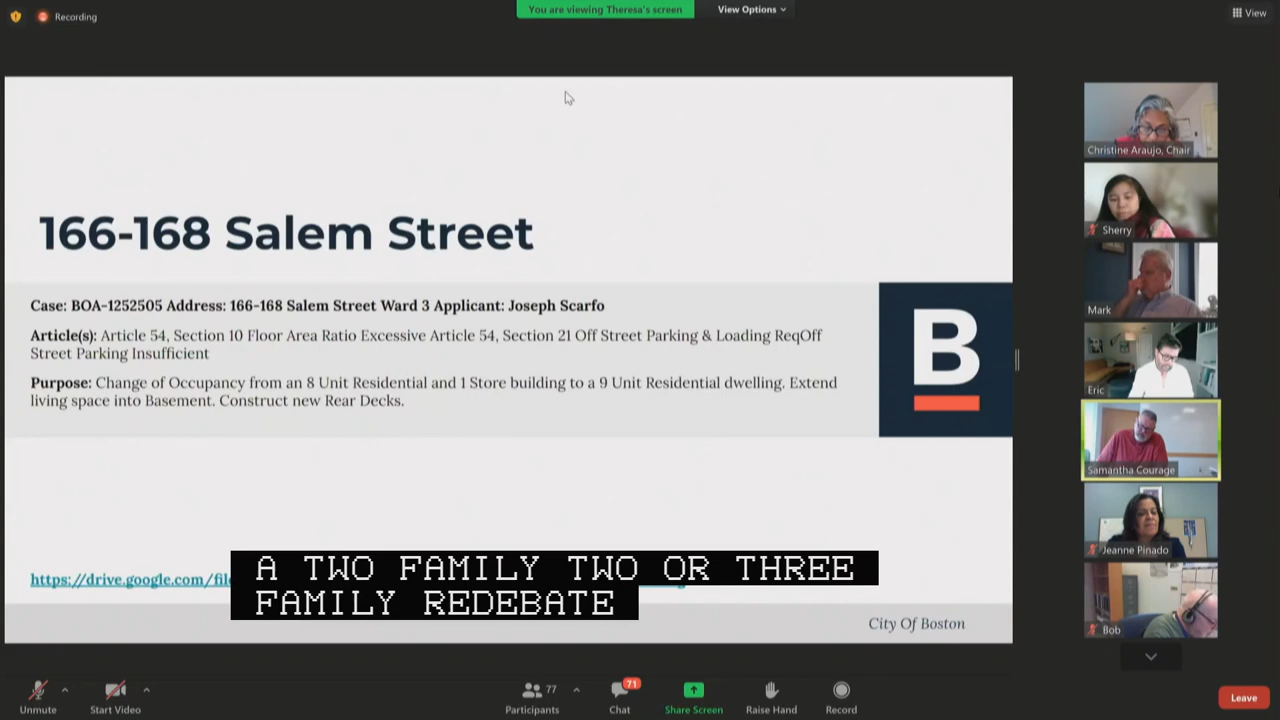 Recording
You are viewing Theresa's screen
View Options
View
166-168 Salem Street
Case: BOA-1252505 Address: 166-168 Salem Street Ward 3 Applicant: Joseph Scarfo
Article(s): Article 54, Section 10 Floor Area Ratio Excessive Article 54, Section 21 Off Street Parking & Loading ReqOff
Street Parking Insufficient
Purpose: Change of Occupancy from an 8 Unit Residential and 1 Store building to a 9 Unit Residential dwelling. Extend
living space into Basement. Construct new Rear Decks.
B
https://drive.google.com/file
A TWO FAMILY TWO OR THREE
FAMILY REDEBATE
City Of Boston
Christine Araujo, Chair
Sherry
Mark
Eric
Samantha Courage
Jeanne Pinado
Bob
Unmute
Start Video
77
Participants
71
Chat
Share Screen
Raise Hand
Record
Leave